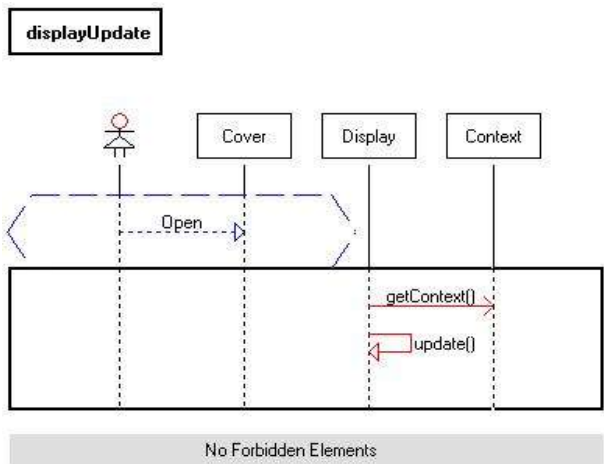 displayUpdate
Cover
Display
Context
Open
getContext()
update()
No Forbidden Elements